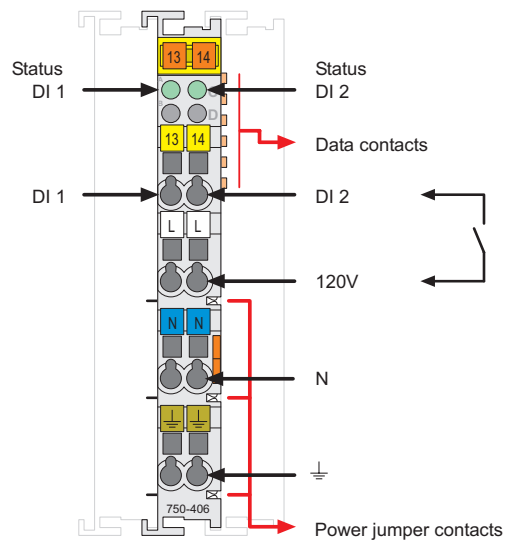 13 14
Status
DI 1
Status
DI 2
A C
B D
13 14
Data contacts
DI 1
DI 2
L L
120V
N N
N
750-406
Power jumper contacts